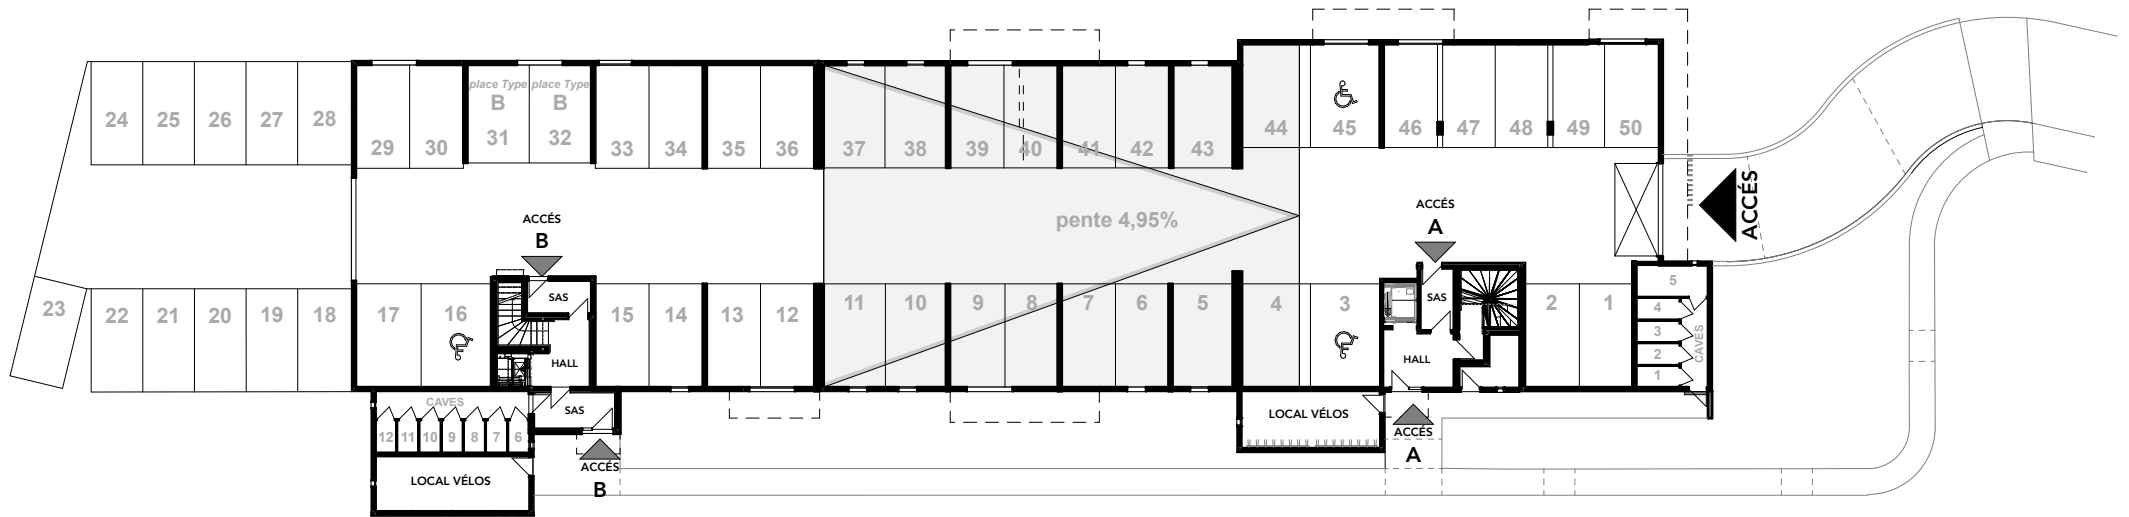 24 25 26 27 28 29 30
place Type
B
31
place Type
B
32
33 34 35 36 37 38 39 40 41 42 43 44 45 46 47 48 49 50
ACCÉS
B
pente 4,95%
ACCÉS
A
ACCÉS
23 22 21 20 19 18 17 16
SAS
HALL
15 14 13 12 11 10 9 8 7 6 5 4 3
SAS
HALL
2 1
5
4
3
2
1
CAVES
CAVES
12 11 10 9 8 7 6
SAS
LOCAL VÉLOS
ACCÉS
B
LOCAL VÉLOS
ACCÉS
A